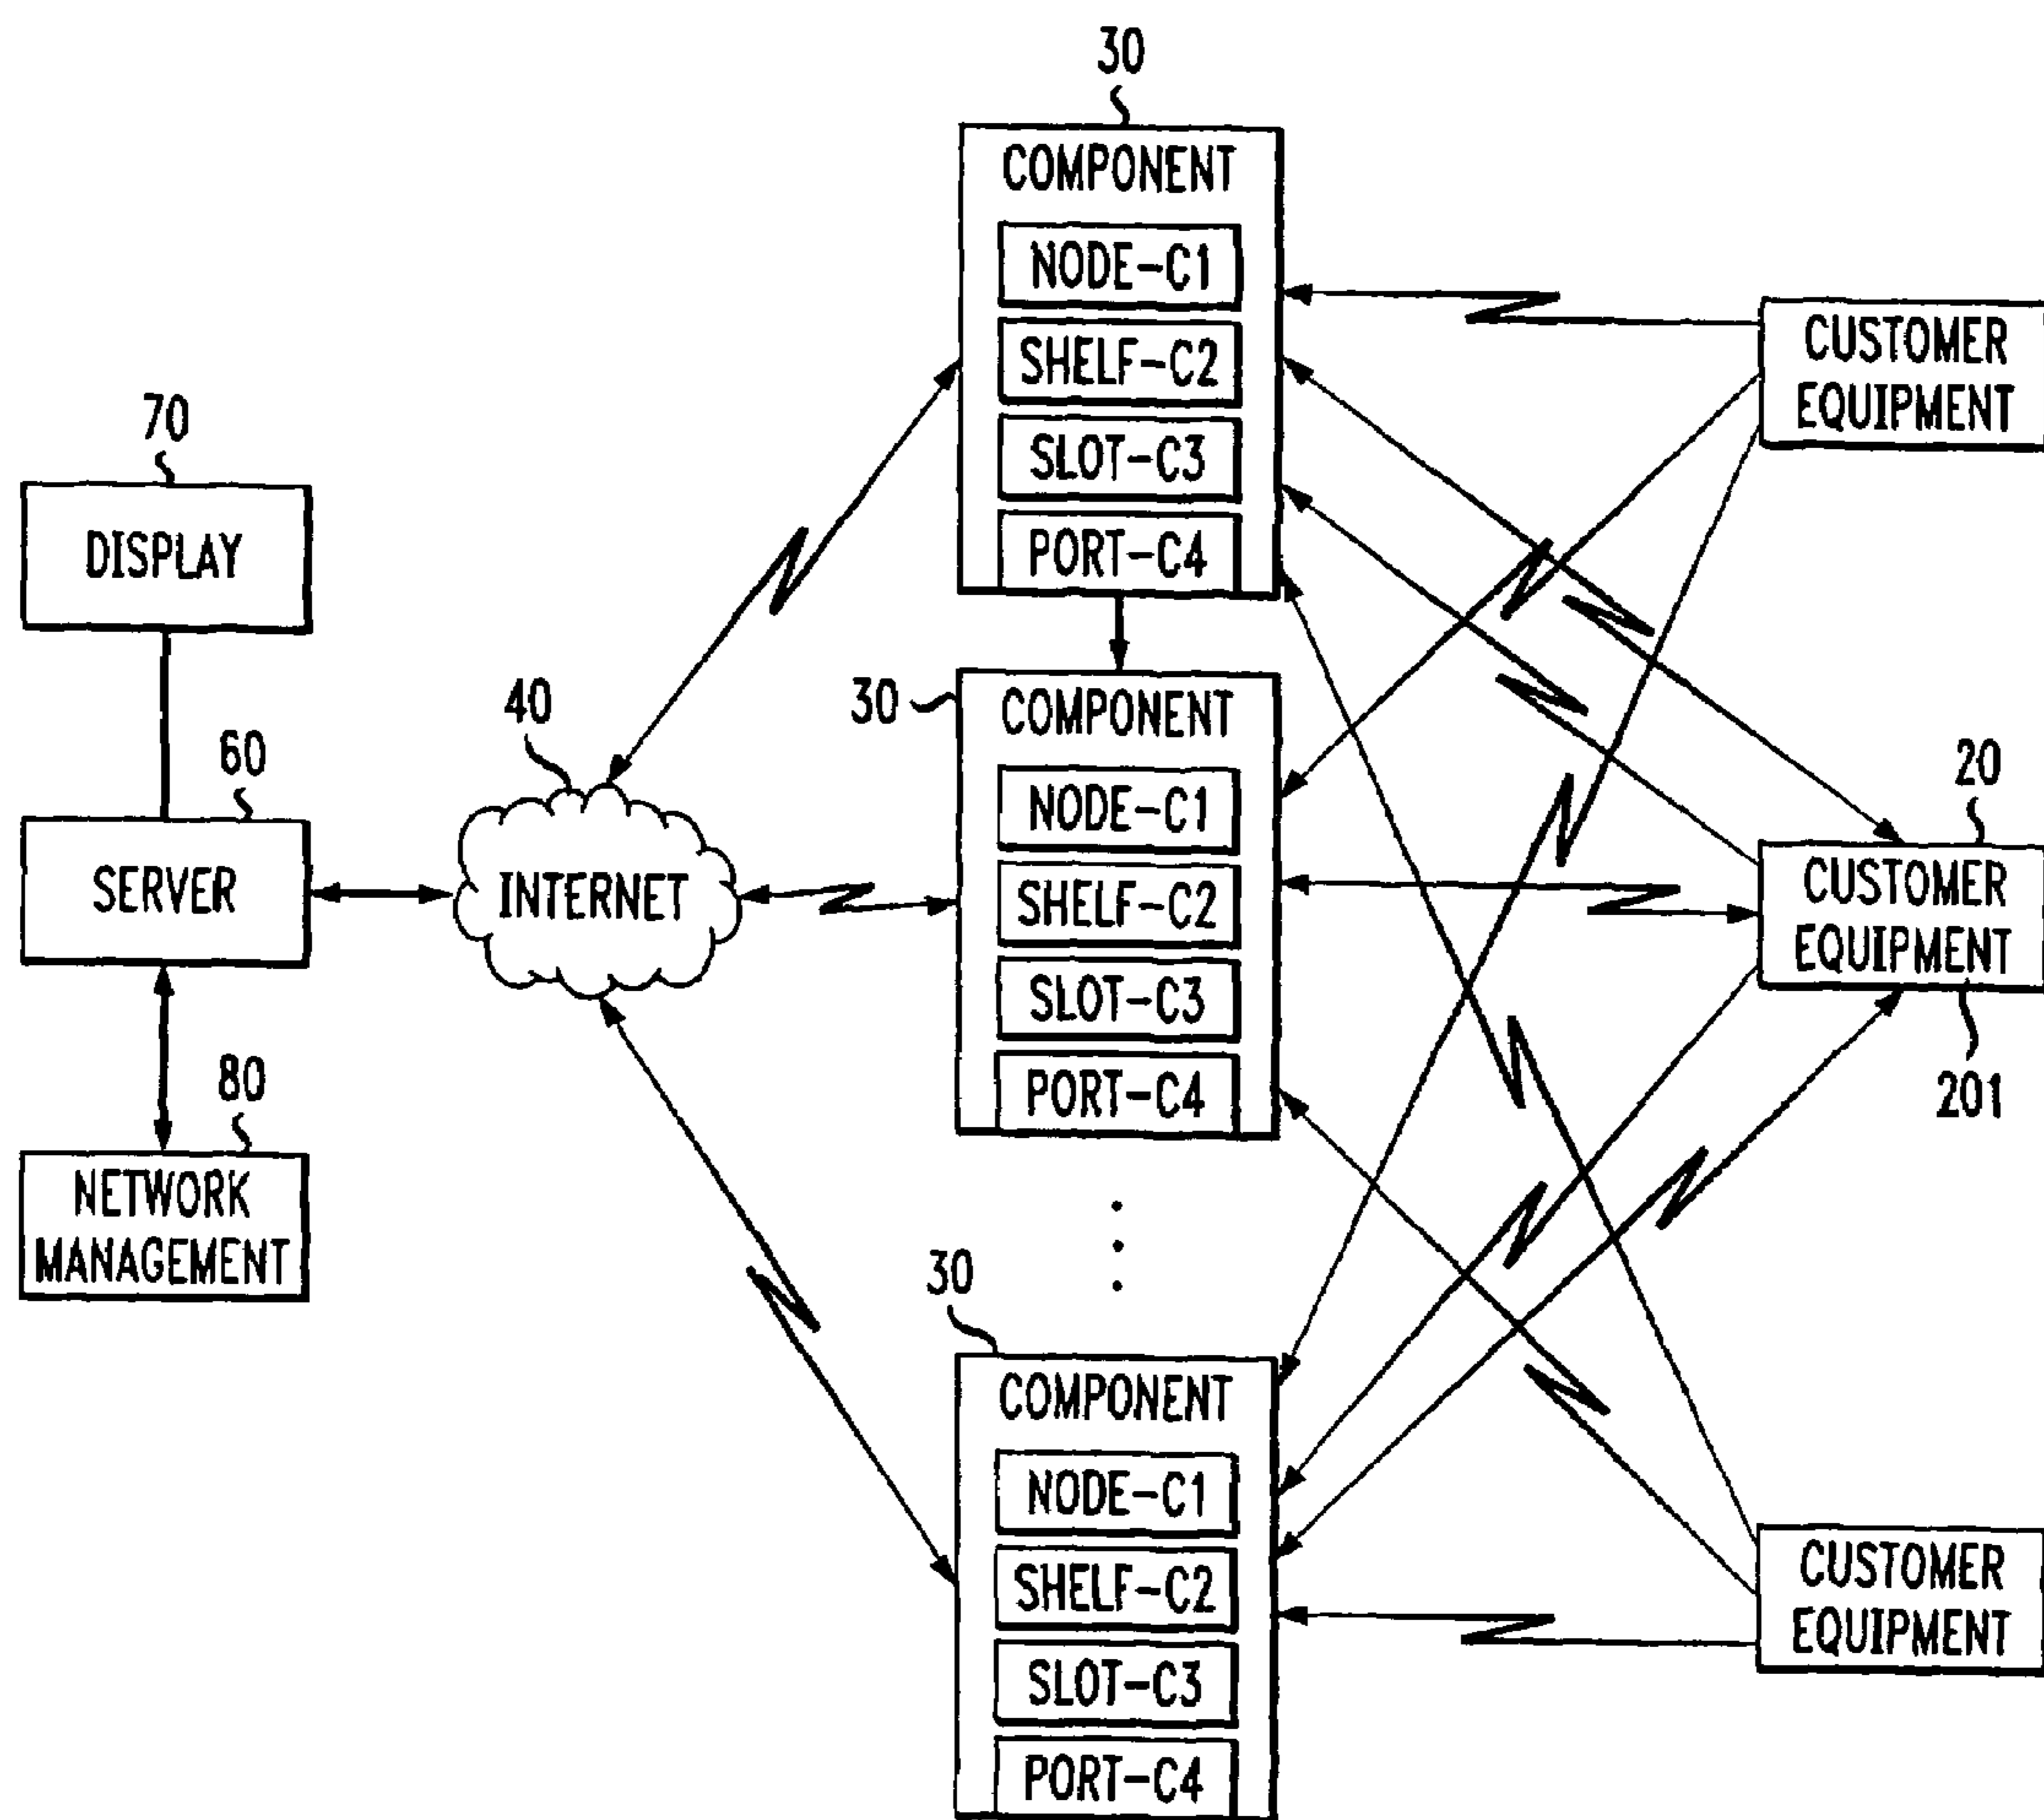 30
COMPONENT
NODE-C1
SHELF-C2
SLOT-C3
PORT-C4
CUSTOMER
EQUIPMENT
70
DISPLAY
60
SERVER
40
INTERNET
80
NETWORK
MANAGEMENT
30
COMPONENT
NODE-C1
SHELF-C2
SLOT-C3
PORT-C4
20
CUSTOMER
EQUIPMENT
201
30
COMPONENT
NODE-C1
SHELF-C2
SLOT-C3
PORT-C4
CUSTOMER
EQUIPMENT